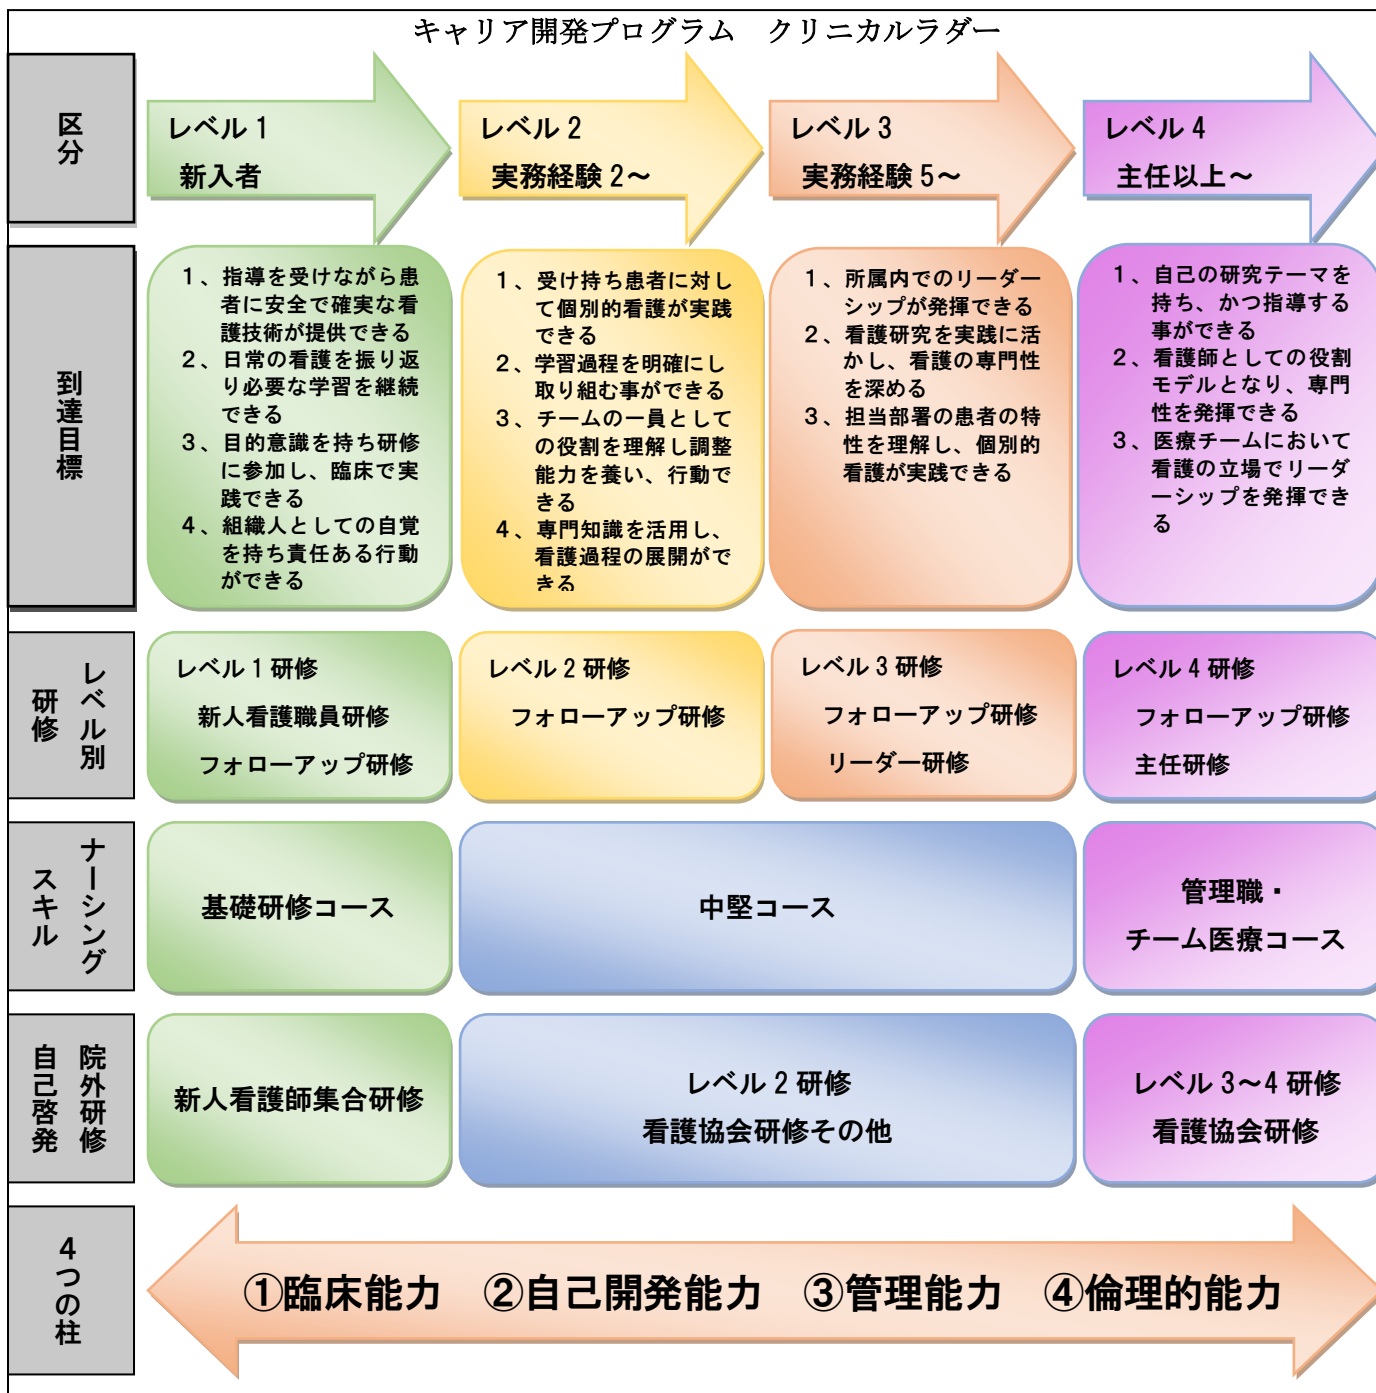 キャリア開発プログラム　クリニカルラダー
区分
レベル 1
新入者
レベル 2
実務経験 2～
レベル 3
実務経験 5～
レベル 4
主任以上～
到達目標
1、指導を受けながら患
者に安全で確実な看
護技術が提供できる
2、日常の看護を振り返
り必要な学習を継続
できる
3、目的意識を持ち研修
に参加し、臨床で実
践できる
4、組織人としての自覚
を持ち責任ある行動
ができる
1、受け持ち患者に対し
て個別的看護が実践
できる
2、学習過程を明確にし
取り組む事ができる
3、チームの一員として
の役割を理解し調整
能力を養い、行動で
きる
4、専門知識を活用し、
看護過程の展開がで
きる
1、所属内でのリーダー
シップが発揮できる
2、看護研究を実践に活
かし、看護の専門性
を深める
3、担当部署の患者の特
性を理解し、個別的
看護が実践できる
1、自己の研究テーマを
持ち、かつ指導する
事ができる
2、看護師としての役割
モデルとなり、専門
性を発揮できる
3、医療チームにおいて
看護の立場でリーダ
ーシップを発揮でき
る
レベル別
研修
レベル 1 研修
新人看護職員研修
フォローアップ研修
レベル 2 研修
フォローアップ研修
レベル 3 研修
フォローアップ研修
リーダー研修
レベル 4 研修
フォローアップ研修
主任研修
ナーシング
スキル
基礎研修コース
中堅コース
管理職・
チーム医療コース
院外研修
自己啓発
新人看護師集合研修
レベル 2 研修
看護協会研修その他
レベル 3～4 研修
看護協会研修
4つの柱
①臨床能力　②自己開発能力　③管理能力　④倫理的能力